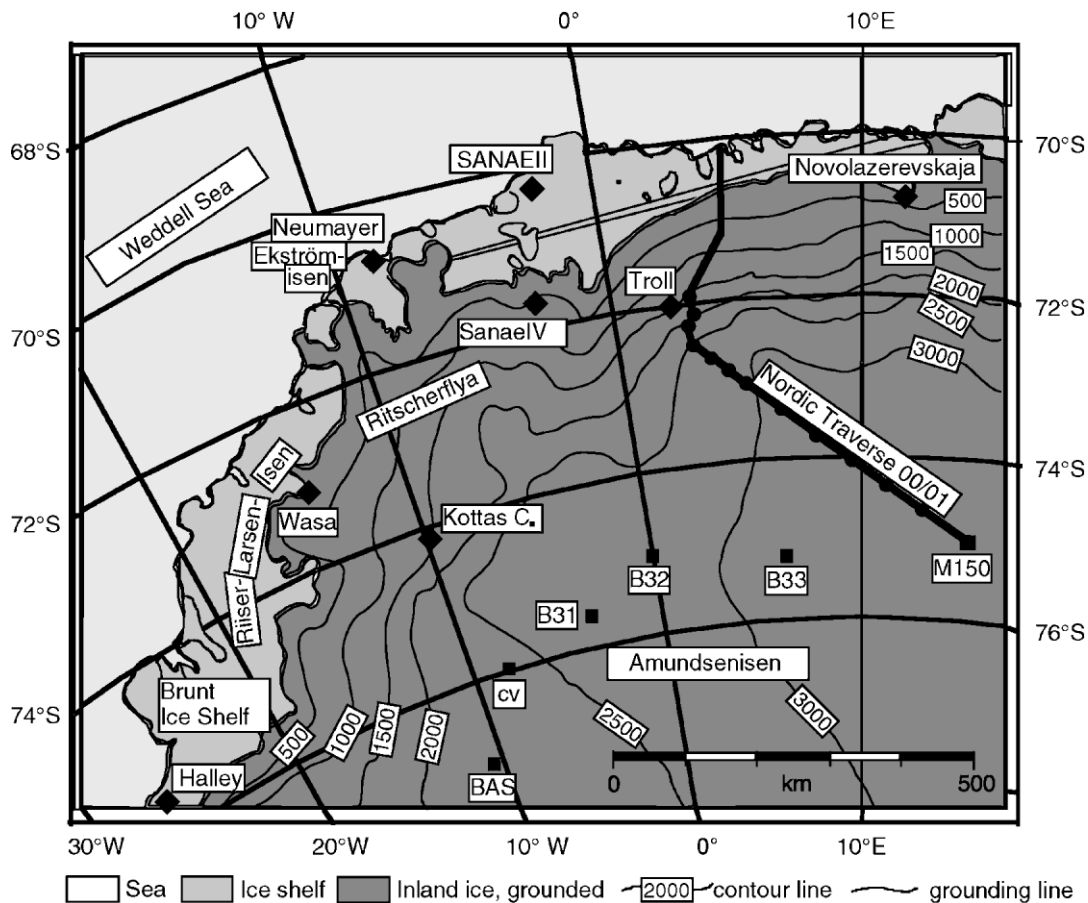 10° W
0°
10°E
68°S
70°S
SANAEII
Novolazerevskaja
Weddell Sea
500
Neumayer
1000
Ekström-
isen
1500
Troll
2000
72°S
70°S
SanaeIV
2500
3000
Ritscherflya
Nordic Traverse 00/01
Isen
74°S
72°S
Wasa
Kottas C.
Larsen-
Riiser-
B32
B33
M150
B31
76°S
Amundsenisen
cv
Brunt
Ice Shelf
74°S
500
1000
1500
2000
2500
3000
Halley
BAS
0
km
500
30°W
20°W
10° W
0°
10°E
Sea
Ice shelf
Inland ice, grounded
2000
contour line
grounding line